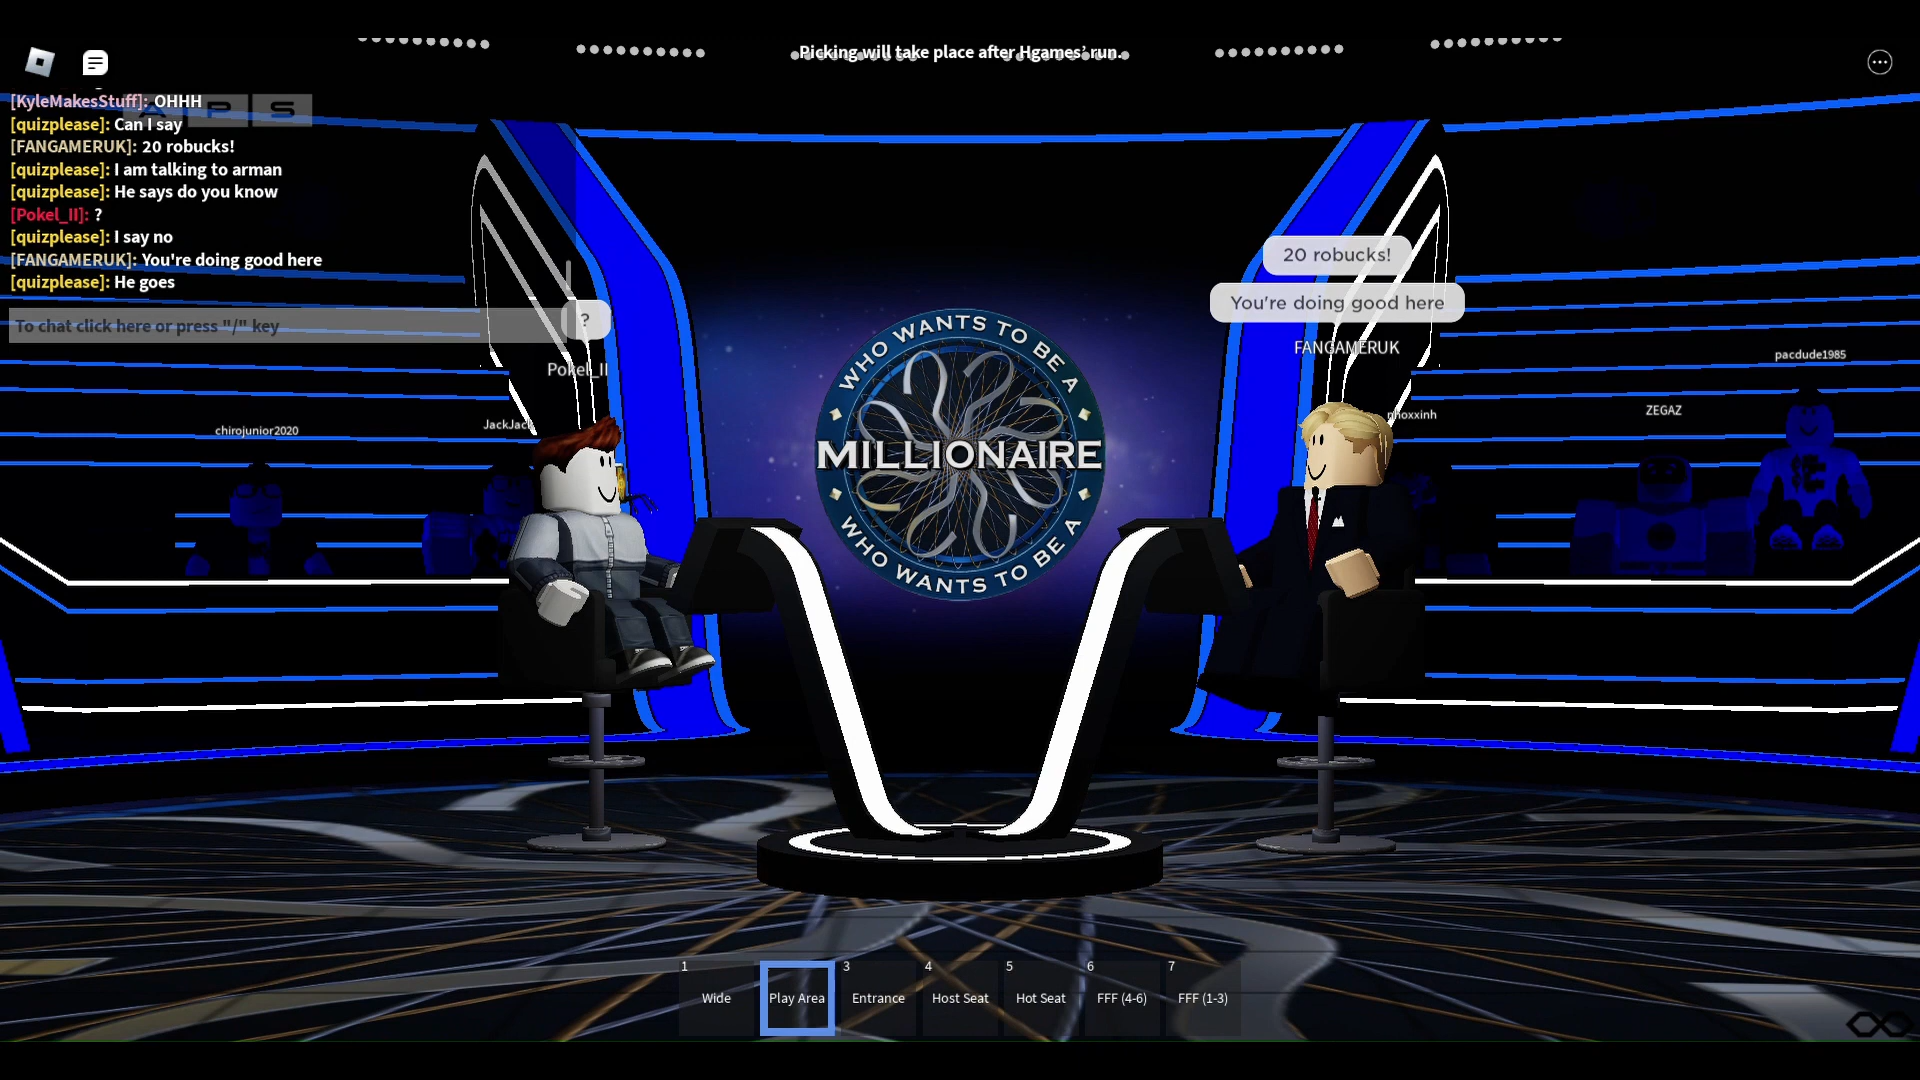 Picking will take place after Hgames' run.
[KyleMakesStuff]: OHHH
P S
[quizplease]: Can I say
[FANGAMERUK]: 20 robucks!
[quizplease]: I am talking to arman
[quizplease]: He says do you know
[Pokel_II]: ?
[quizplease]: I say no
[FANGAMERUK]: You're doing good here
[quizplease]: He goes
To chat click here or press "/" key
?
Pokel_II
20 robucks!
You're doing good here
FANGAMERUK
pacdude1985
ZEGAZ
chirojunior2020
JackJack
WHO WANTS TO BE A
MILLIONAIRE
WHO WANTS TO BE A
1
Wide
Play Area
3
Entrance
4
Host Seat
5
Hot Seat
6
FFF (4-6)
7
FFF (1-3)